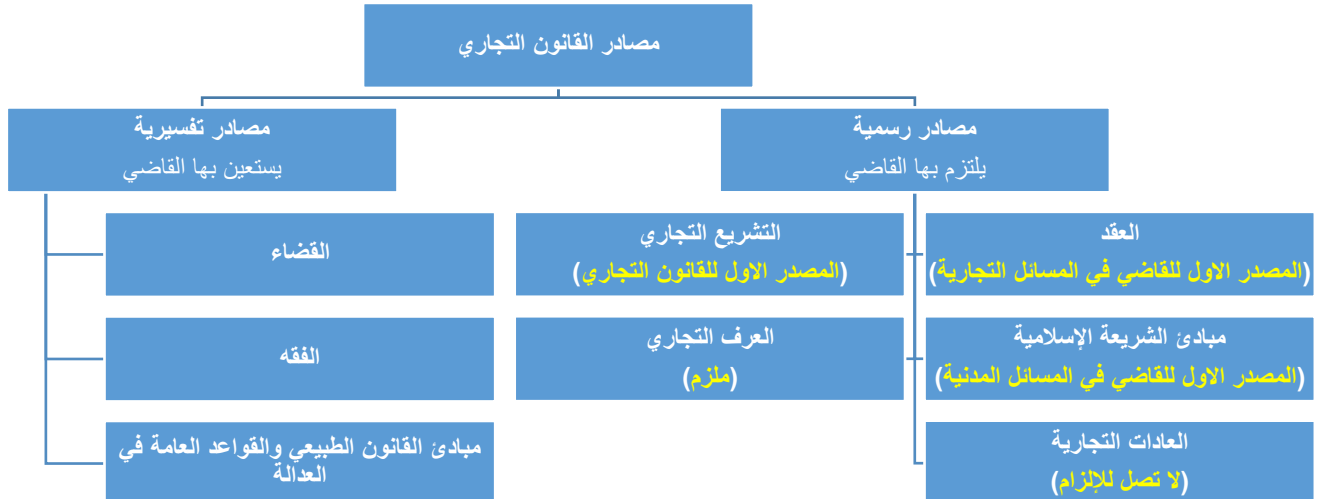 مصادر القانون التجاري
مصادر رسمية
يلتزم بها القاضي
العقد
(المصدر الاول للقاضي في المسائل التجارية)
التشريع التجاري
(المصدر الاول للقانون التجاري)
مبادئ الشريعة الإسلامية
(المصدر الاول للقاضي في المسائل المدنية)
العرف التجاري
(ملزم)
العادات التجارية
(لا تصل للإلزام)
مصادر تفسيرية
يستعين بها القاضي
القضاء
الفقه
مبادئ القانون الطبيعي والقواعد العامة في
العدالة